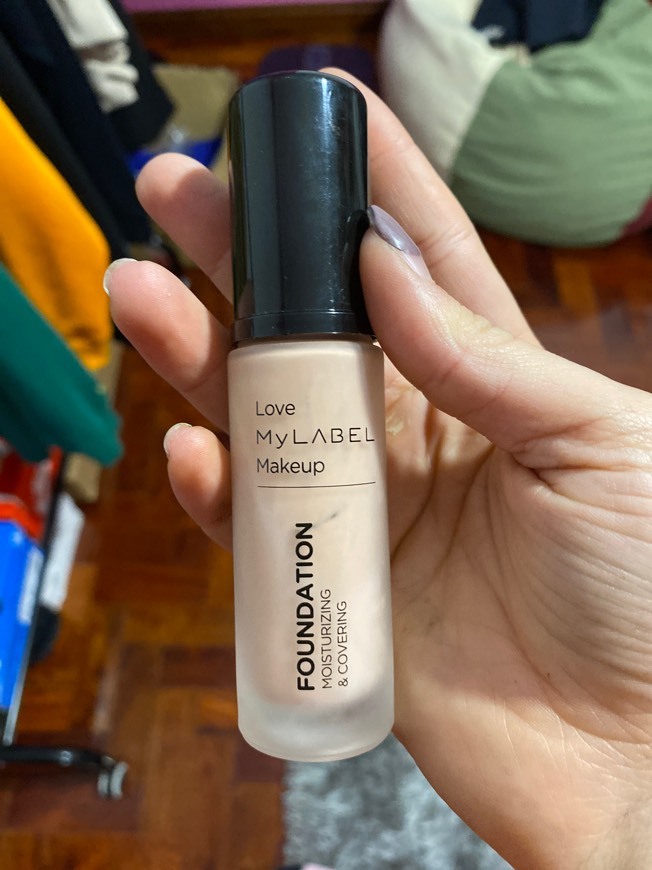 Love
MyLABEL
Makeup
FOUNDATION
MOISTURIZING
& COVERING